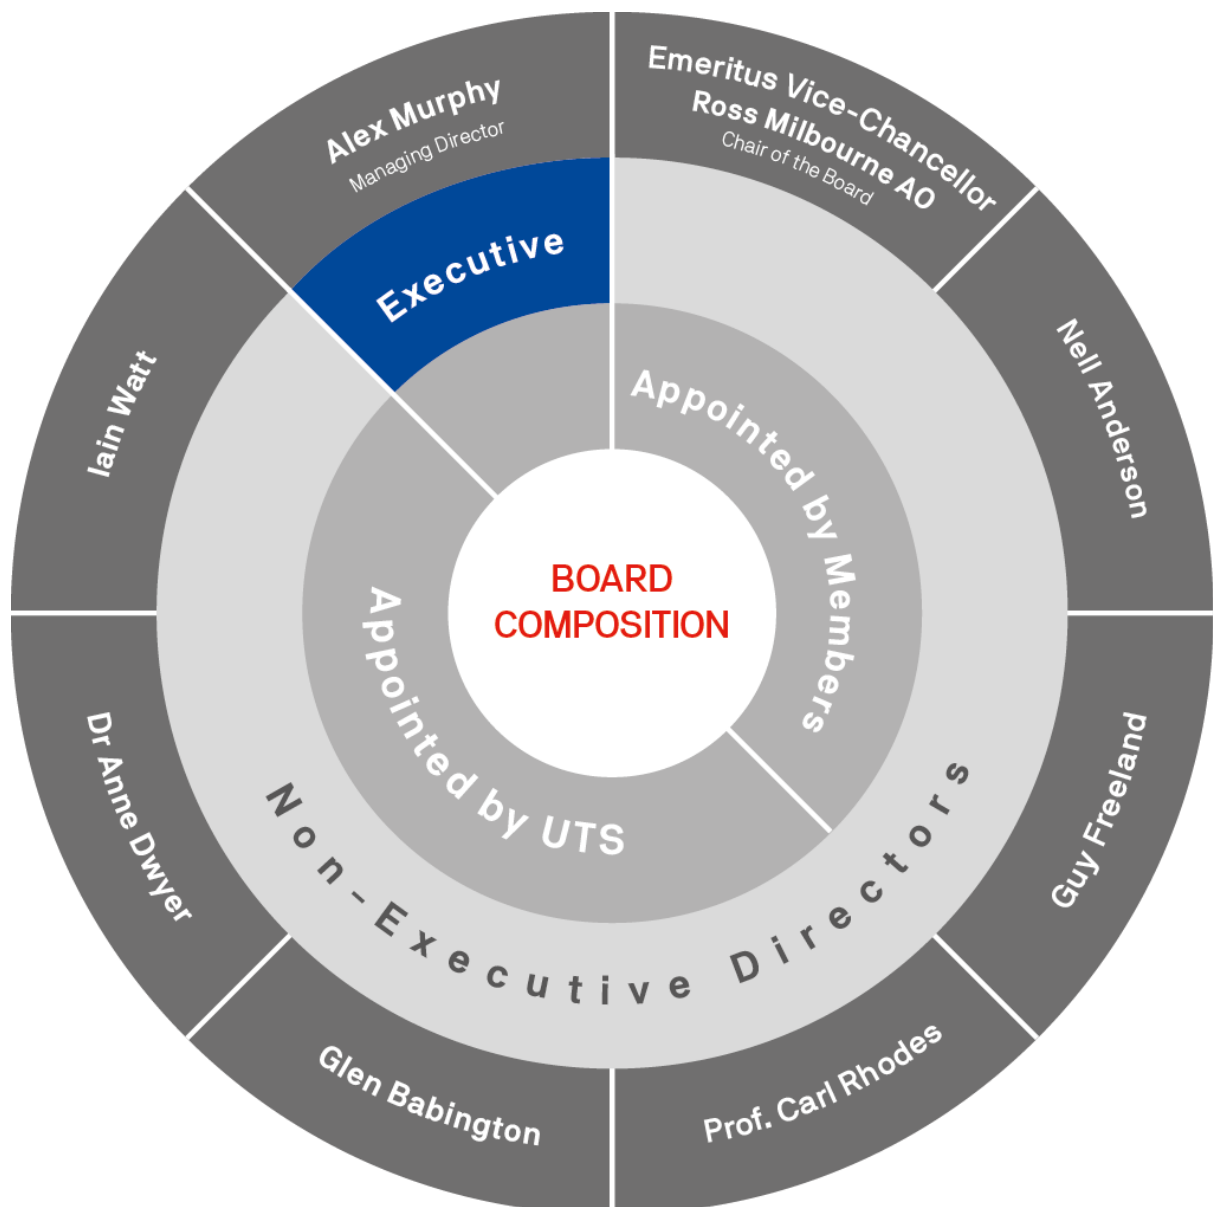 BOARD
COMPOSITION
Appointed by Members
Appointed by UTS
Executive
Non-Executive Directors
Emeritus Vice-Chancellor
Ross Milbourne AO
Chair of the Board
Nell Anderson
Guy Freeland
Prof. Carl Rhodes
Glen Babington
Dr Anne Dwyer
Iain Watt
Alex Murphy
Managing Director